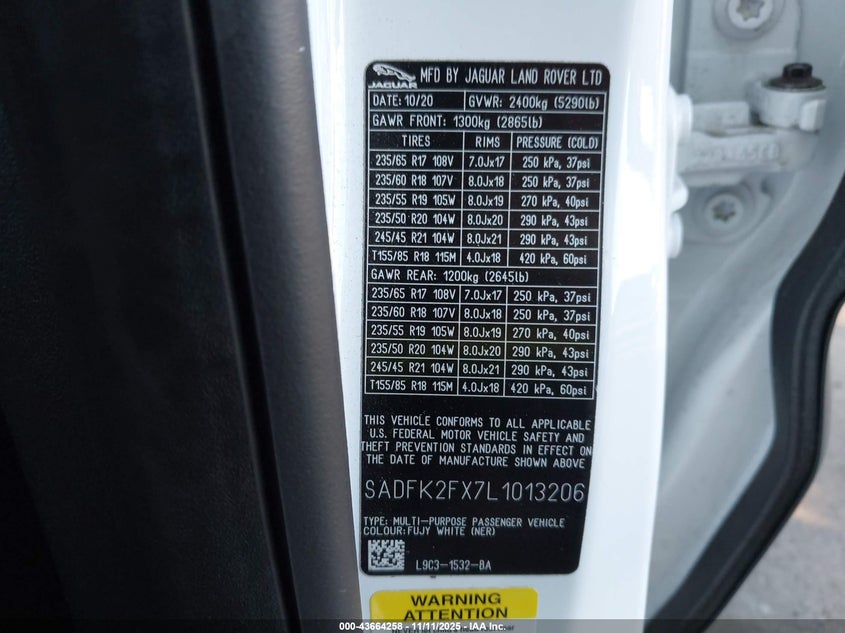 JAGUAR MFD BY JAGUAR LAND ROVER LTD
DATE: 10/20 GVWR: 2400kg (5290lb)
GAWR FRONT: 1300kg (2865lb)
TIRES RIMS PRESSURE (COLD)
235/65 R17 108V 7.0Jx17 250 kPa, 37psi
235/60 R18 107V 8.0Jx18 250 kPa, 37psi
235/55 R19 105W 8.0Jx19 270 kPa, 40psi
235/50 R20 104W 8.0Jx20 290 kPa, 43psi
245/45 R21 104W 8.0Jx21 290 kPa, 43psi
T155/85 R18 115M 4.0Jx18 420 kPa, 60psi
GAWR REAR: 1200kg (2645lb)
235/65 R17 108V 7.0Jx17 250 kPa, 37psi
235/60 R18 107V 8.0Jx18 250 kPa, 37psi
235/55 R19 105W 8.0Jx19 270 kPa, 40psi
235/50 R20 104W 8.0Jx20 290 kPa, 43psi
245/45 R21 104W 8.0Jx21 290 kPa, 43psi
T155/85 R18 115M 4.0Jx18 420 kPa, 60psi
THIS VEHICLE CONFORMS TO ALL APPLICABLE
U.S. FEDERAL MOTOR VEHICLE SAFETY AND
THEFT PREVENTION STANDARDS IN EFFECT ON
THE DATE OF MANUFACTURE SHOWN ABOVE
SADFK2FX7L1013206
TYPE: MULTI-PURPOSE PASSENGER VEHICLE
COLOUR: FUJY WHITE (NER)
L9C3-1532-BA
WARNING
ATTENTION
000-43664258 - 11/11/2025 - IAA Inc.